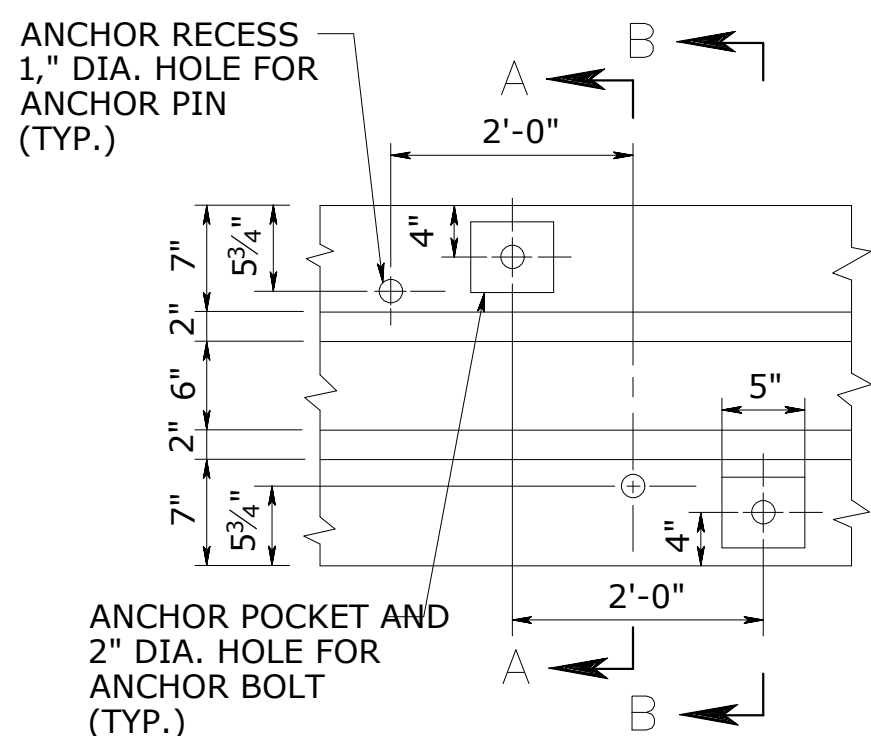 ANCHOR RECESS
1," DIA. HOLE FOR
ANCHOR PIN
(TYP.)
B
A
2'-0"
7"
5¾"
4"
2"
6"
5"
2"
7"
5¾"
4"
2'-0"
ANCHOR POCKET AND
2" DIA. HOLE FOR
ANCHOR BOLT
(TYP.)
A
B